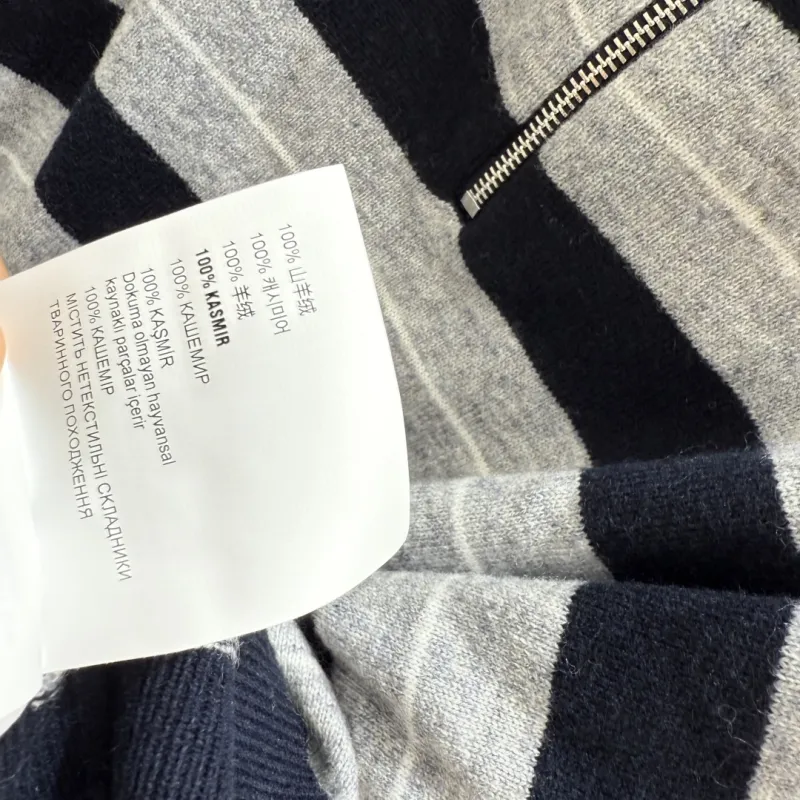 100% 山羊绒
100% 캐시미어
100% 羊绒
100% KASMIR
100% КАШЕМИР
100% KAŞMIR
Dokuma olmayan hayvansal
kaynaklı parçalar içerir
100% КАШЕМІР
МІСТИТЬ НЕТЕКСТИЛЬНІ СКЛАДНИКИ
ТВАРИННОГО ПОХОДЖЕННЯ